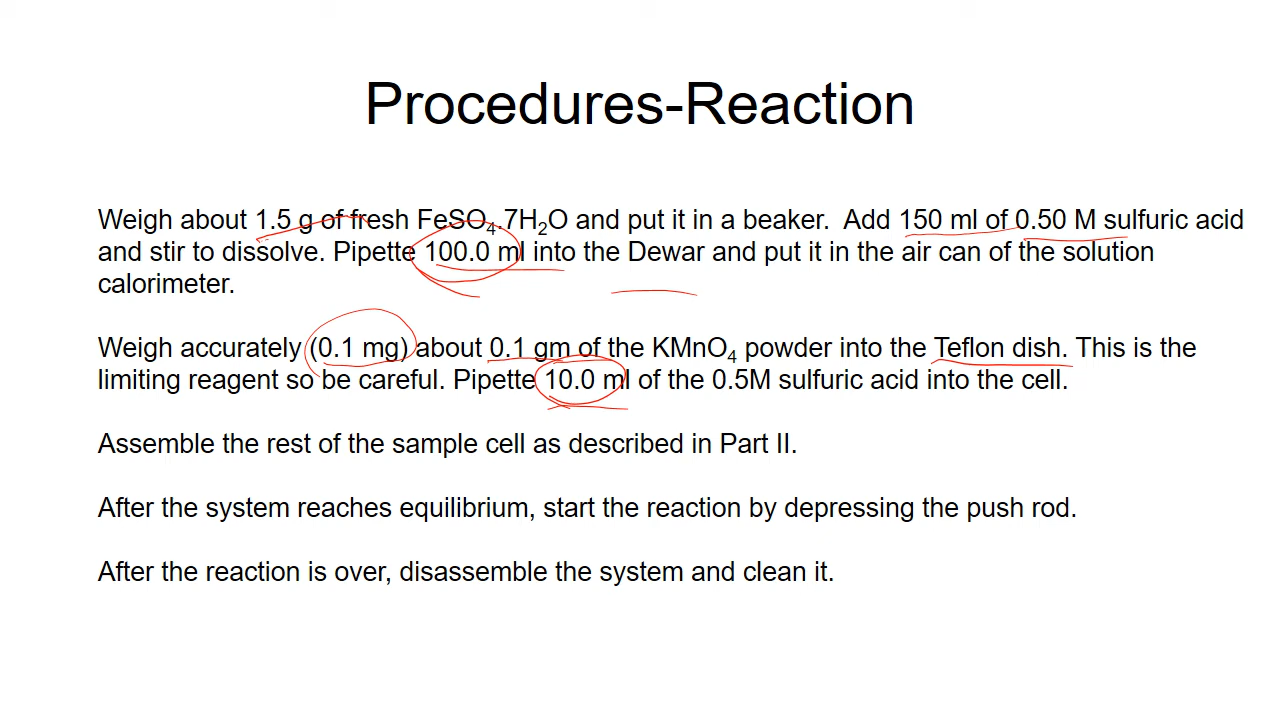 Procedures-Reaction
Weigh about 1.5 g of fresh FeSO₄.7H₂O and put it in a beaker.  Add 150 ml of 0.50 M sulfuric acid
and stir to dissolve. Pipette 100.0 ml into the Dewar and put it in the air can of the solution
calorimeter.
Weigh accurately (0.1 mg) about 0.1 gm of the KMnO₄ powder into the Teflon dish. This is the
limiting reagent so be careful. Pipette 10.0 ml of the 0.5M sulfuric acid into the cell.
Assemble the rest of the sample cell as described in Part II.
After the system reaches equilibrium, start the reaction by depressing the push rod.
After the reaction is over, disassemble the system and clean it.